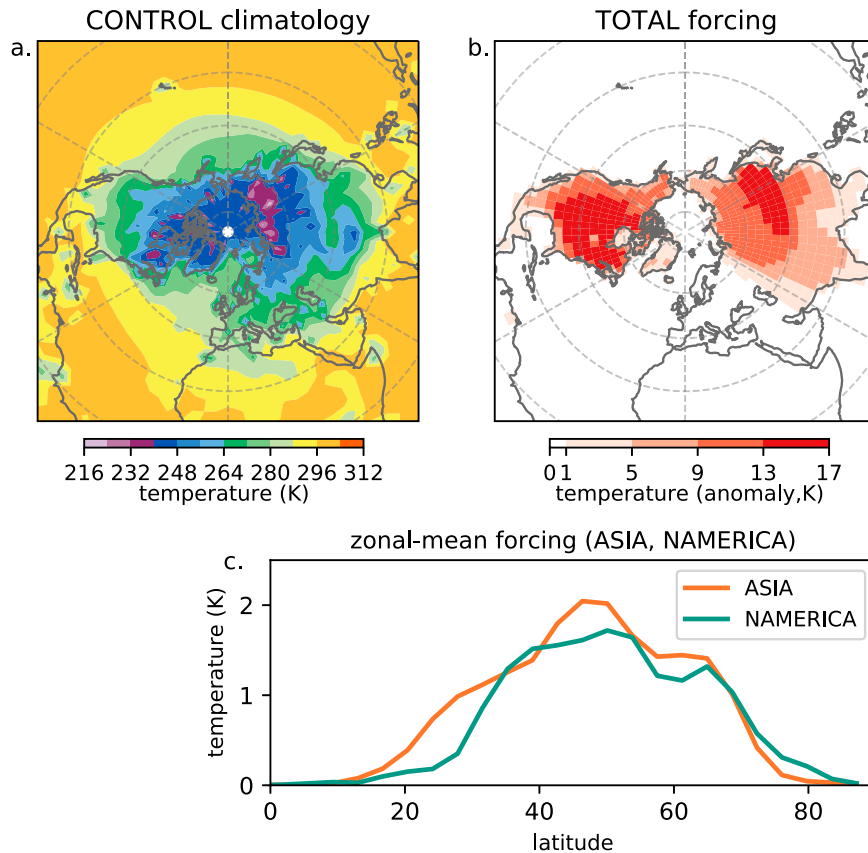 CONTROL climatology
TOTAL forcing
a.
b.
216 232 248 264 280 296 312
temperature (K)
0 1 5 9 13 17
temperature (anomaly,K)
zonal-mean forcing (ASIA, NAMERICA)
c.
ASIA
NAMERICA
temperature (K)
2
1
0
0 20 40 60 80
latitude